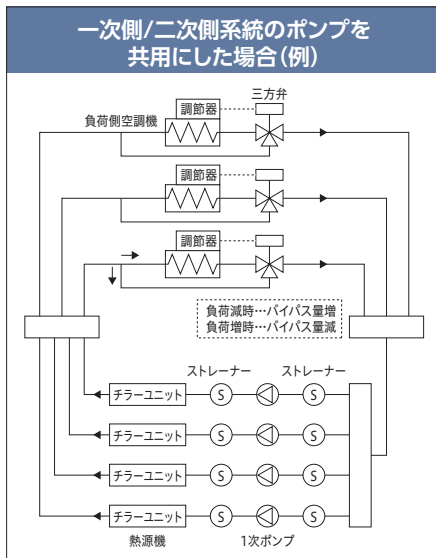 一次側/二次側系統のポンプを
共用にした場合(例)
三方弁
調節器
負荷側空調機
調節器
調節器
負荷減時…バイパス量増
負荷増時…バイパス量減
ストレーナー ストレーナー
チラーユニット S S
チラーユニット S S
チラーユニット S S
チラーユニット S S
熱源機 1次ポンプ